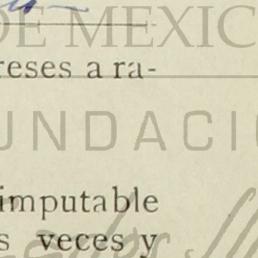 DE MEXIC
reses a ra-
UNDACI
imputable
s veces y